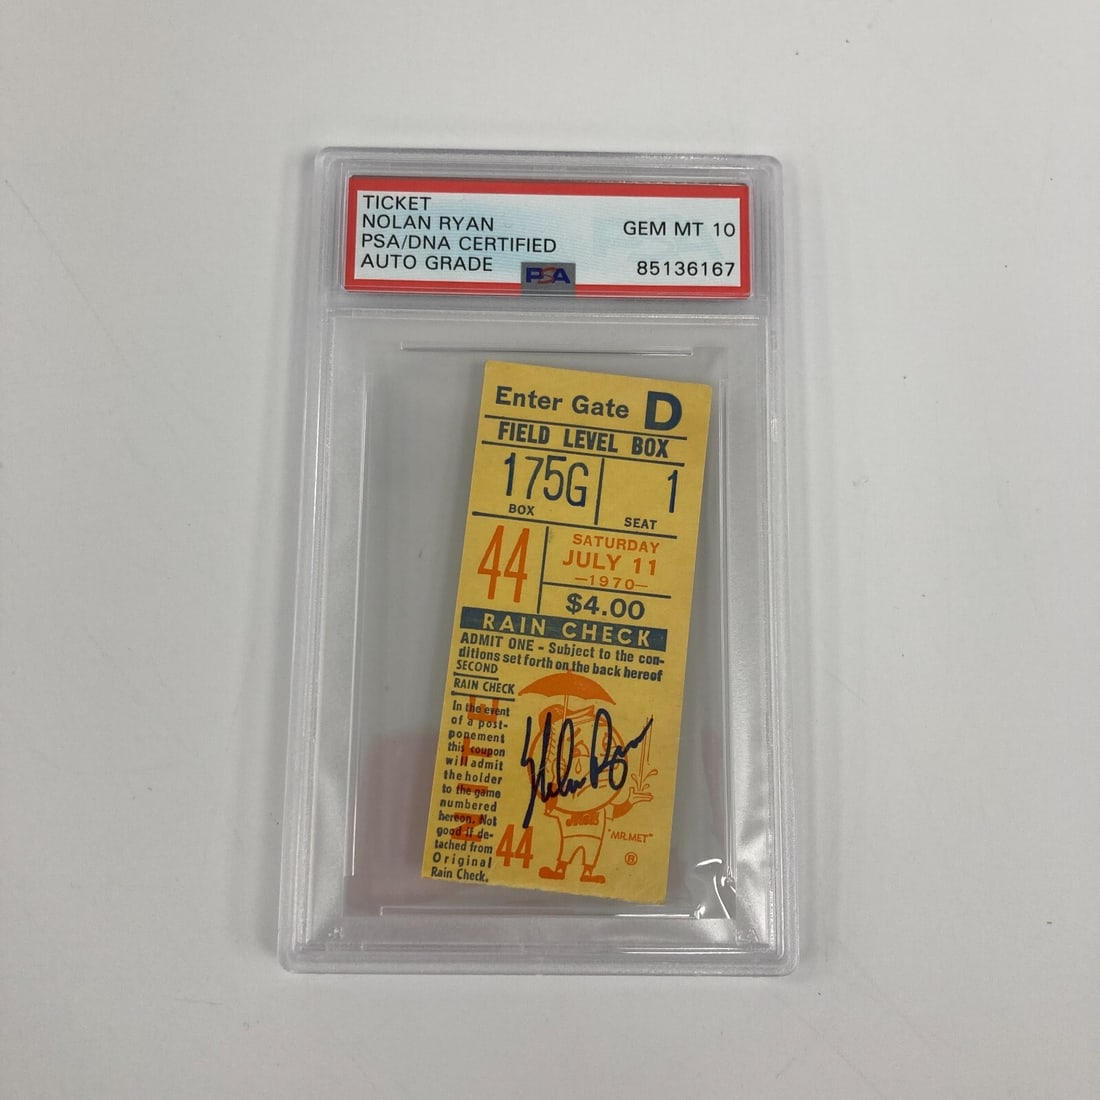 TICKET
NOLAN RYAN
PSA/DNA CERTIFIED
AUTO GRADE
GEM MT 10
85136167
PSA
Enter Gate D
FIELD LEVEL BOX
175G 1
BOX SEAT
44
SATURDAY
JULY 11
—1970—
$4.00
RAIN CHECK
ADMIT ONE - Subject to the con-
ditions set forth on the back hereof
SECOND
RAIN CHECK
In the event
of a post-
ponement
this coupon
will admit
the holder
to the game
numbered
hereon. Not
good if de-
tached from
Original
Rain Check.
NITE
44
Nolan Ryan
Mets
"MR. MET"
®